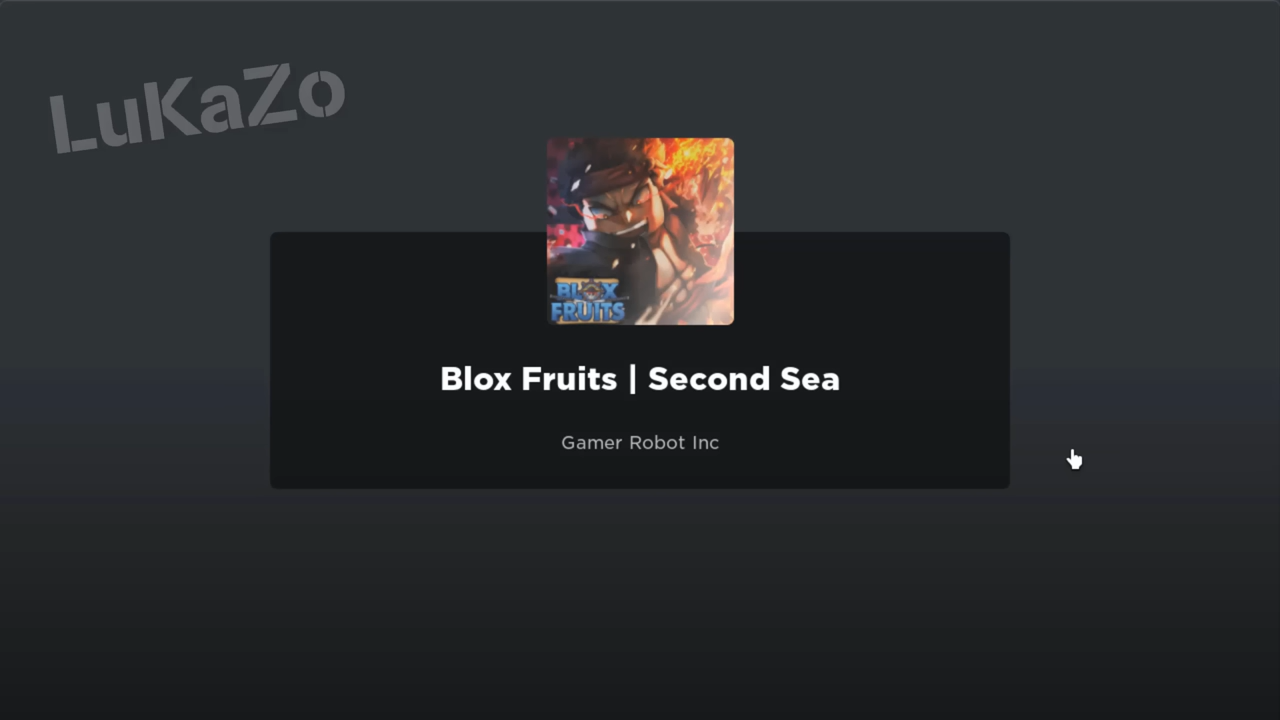 LuKaZo
BLOX
FRUITS
Blox Fruits | Second Sea
Gamer Robot Inc